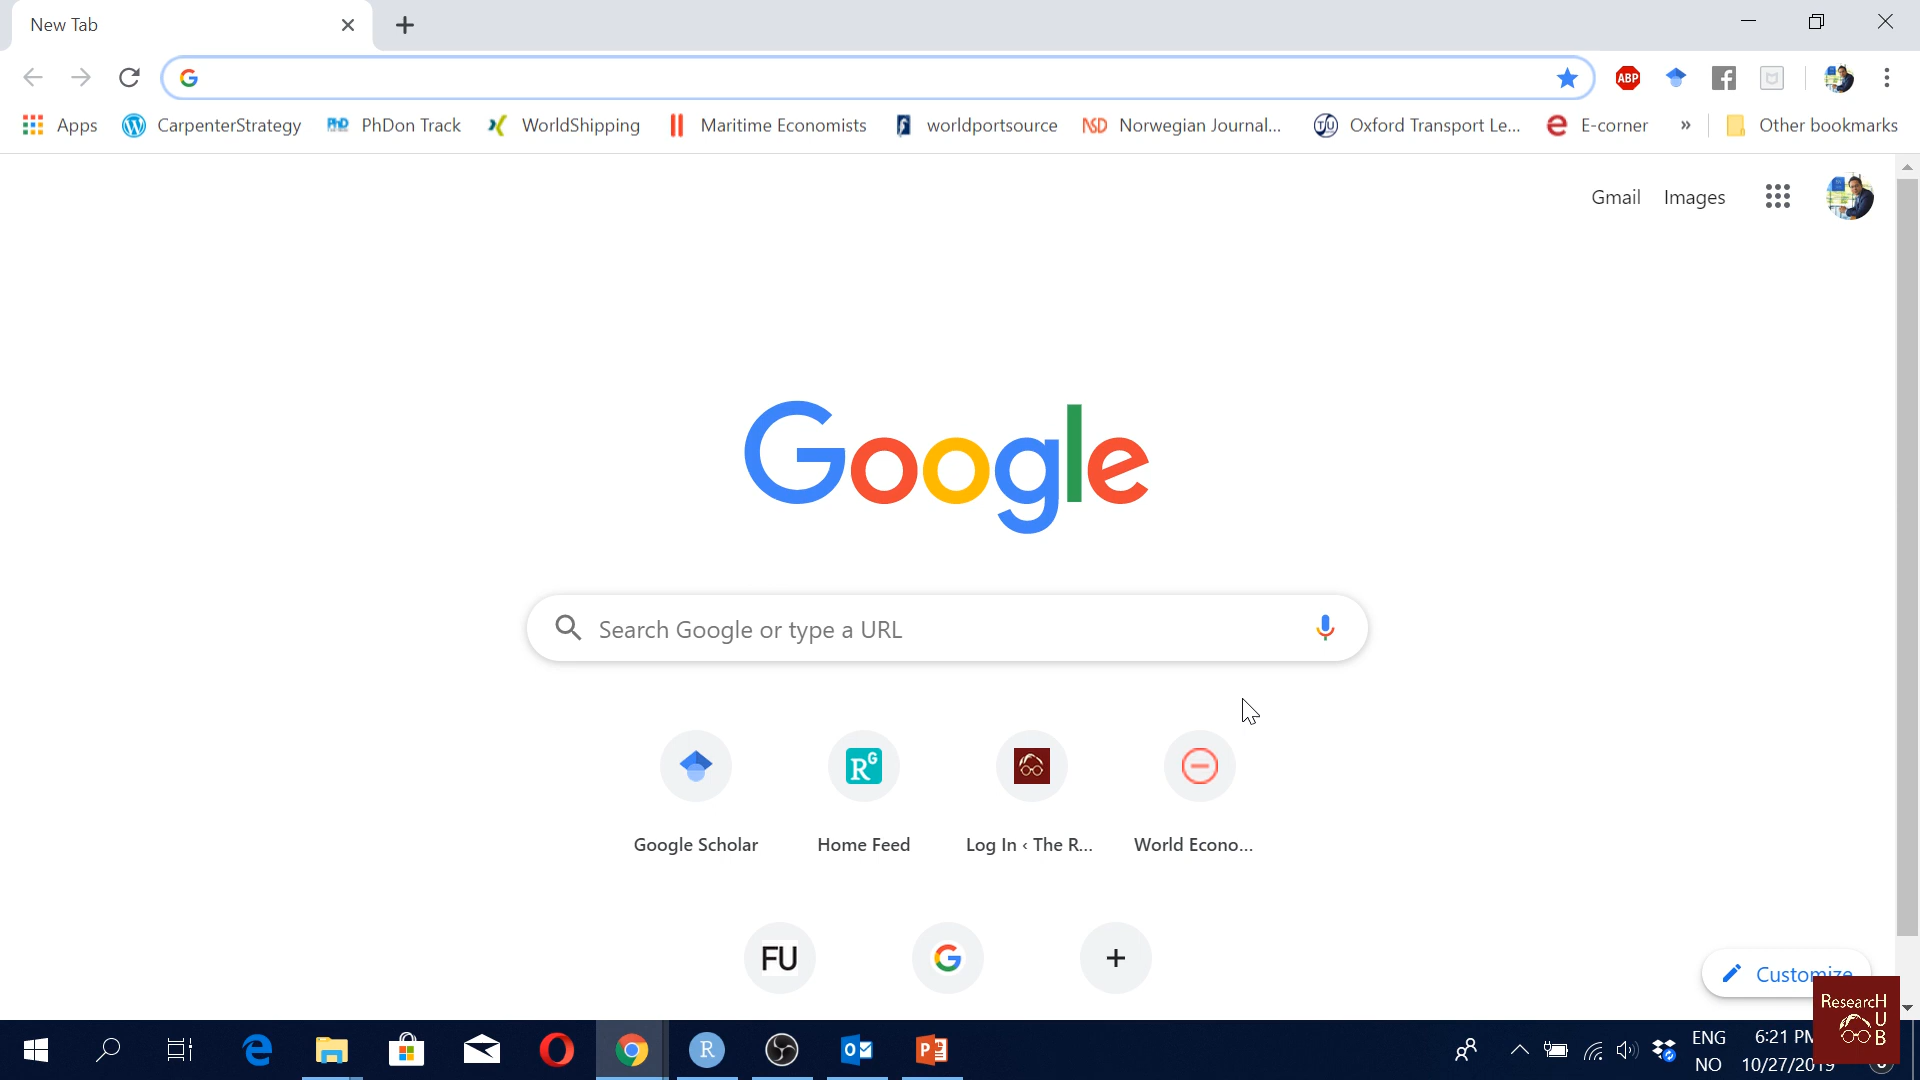 New Tab
ABP
Apps CarpenterStrategy PhD PhDon Track WorldShipping Maritime Economists worldportsource NSD Norwegian Journal... Oxford Transport Le... E-corner » Other bookmarks
Gmail Images
Google
Search Google or type a URL
Google Scholar Home Feed Log In ‹ The R... World Econo...
FU
Customize
ResearcH
U
B
ENG 6:21 PM
NO 10/27/2019